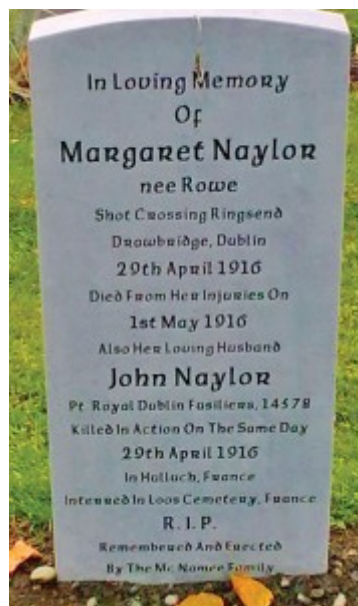 In Loving Memory
Of
Margaret Naylor
nee Rowe
Shot Crossing Ringsend
Drawbridge, Dublin
29th April 1916
Died From Her Injuries On
1st May 1916
Also Her Loving Husband
John Naylor
Pt. Royal Dublin Fusiliers, 14578
Killed In Action On The Same Day
29th April 1916
In Hulluch, France
Interred In Loos Cemetery, France
R.I.P.
Remembered And Erected
By The Mc Namee Family